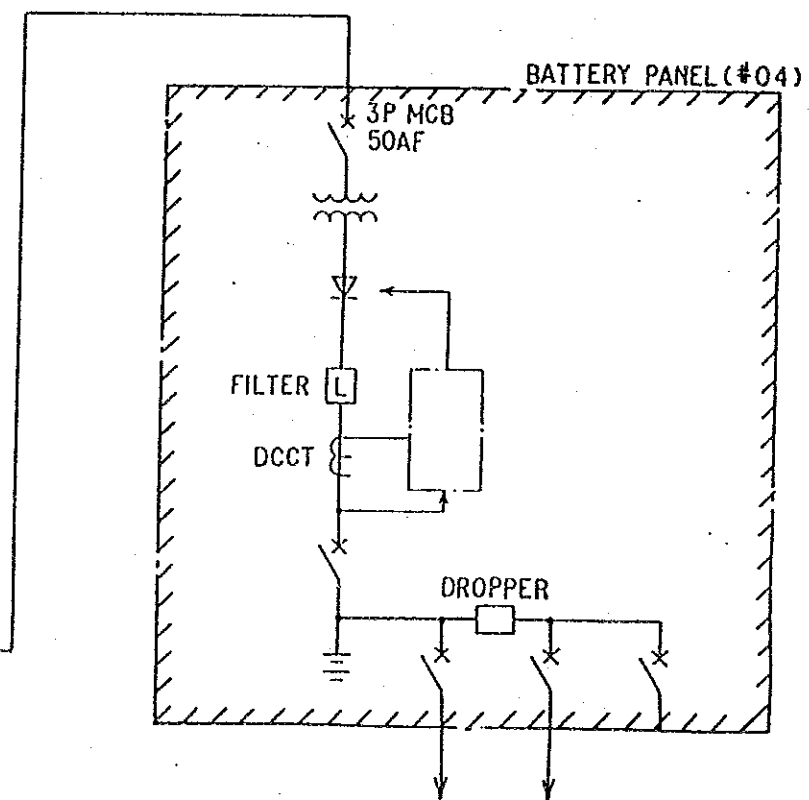 BATTERY PANEL(#04)
3P MCB
50AF
FILTER
L
DCCT
DROPPER